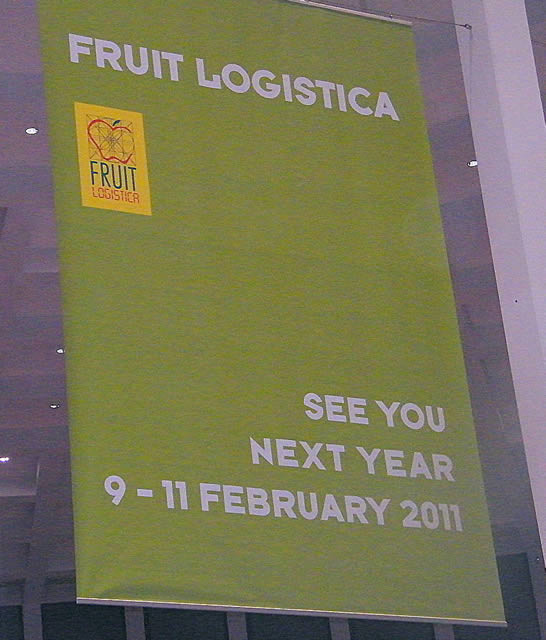 FRUIT LOGISTICA
FRUIT
LOGISTICA
SEE YOU
NEXT YEAR
9 - 11 FEBRUARY 2011